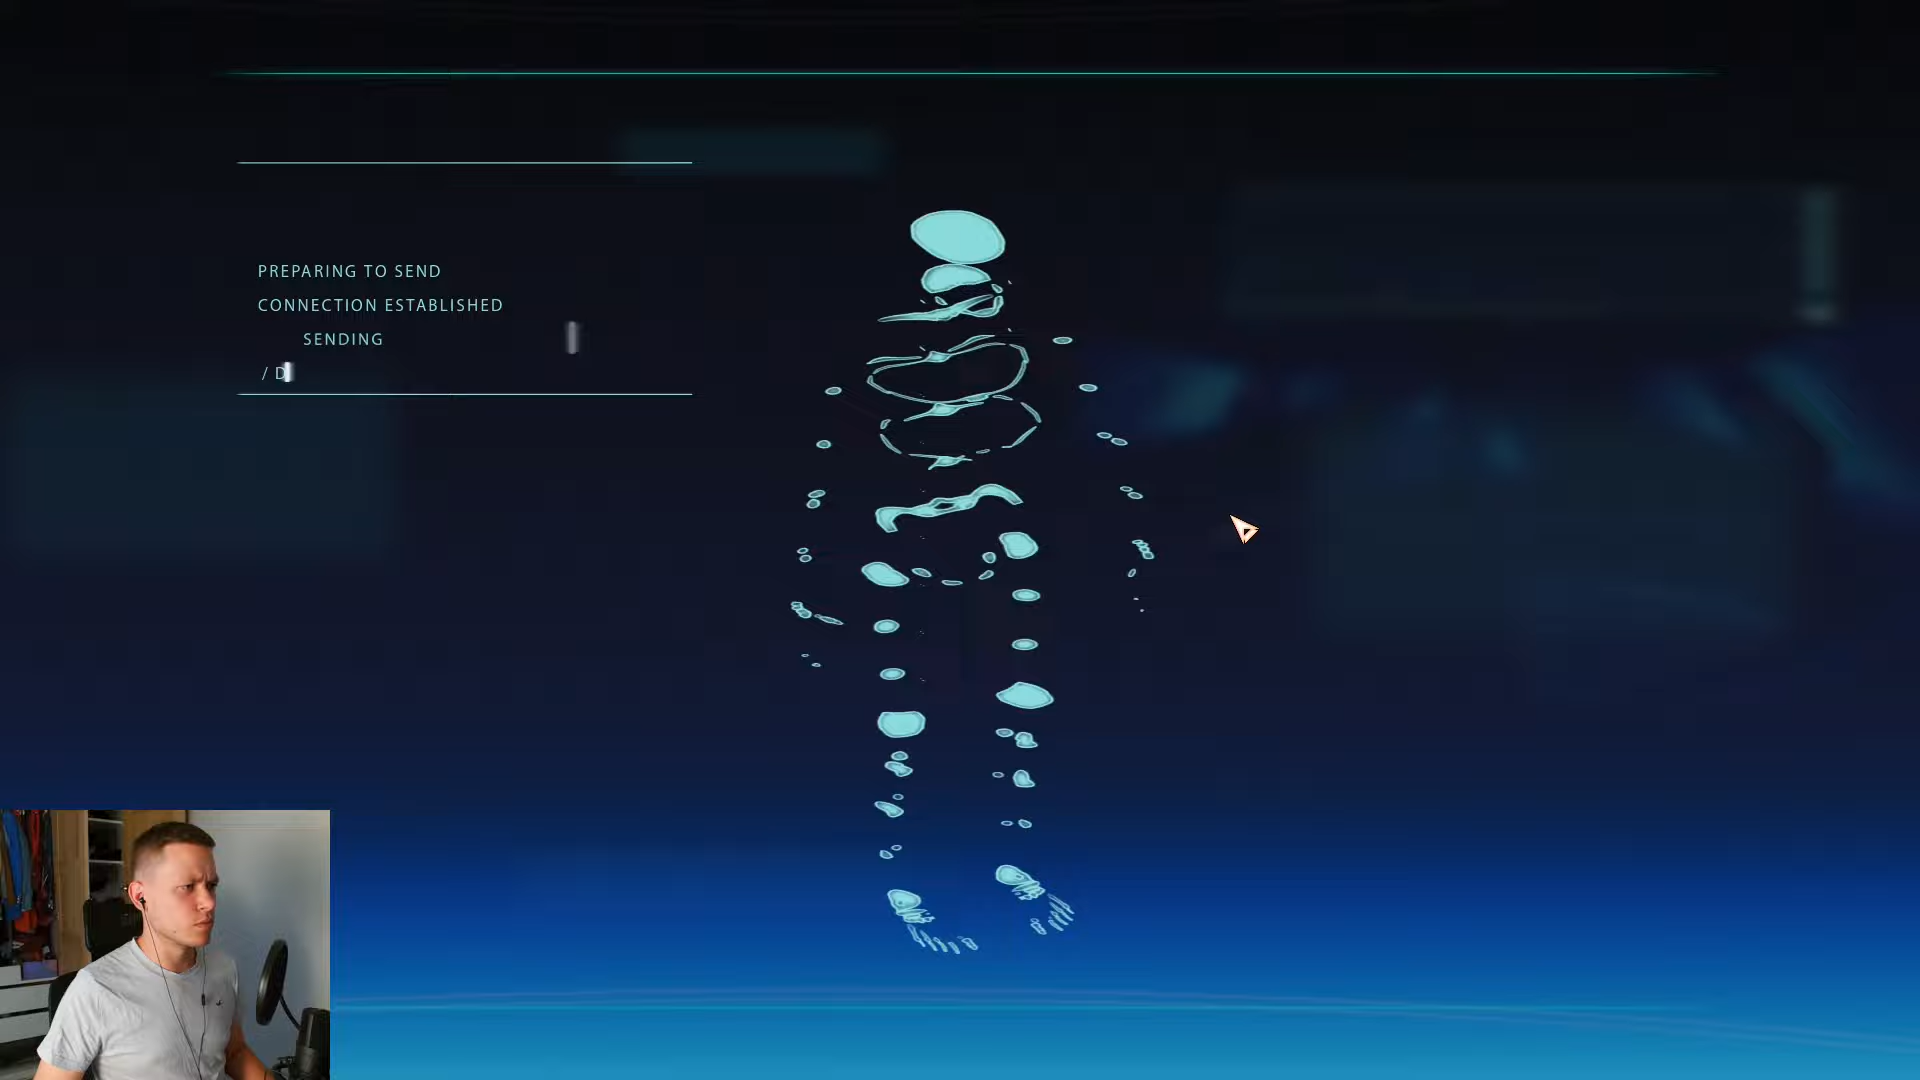 PREPARING TO SEND
CONNECTION ESTABLISHED
SENDING
/ D